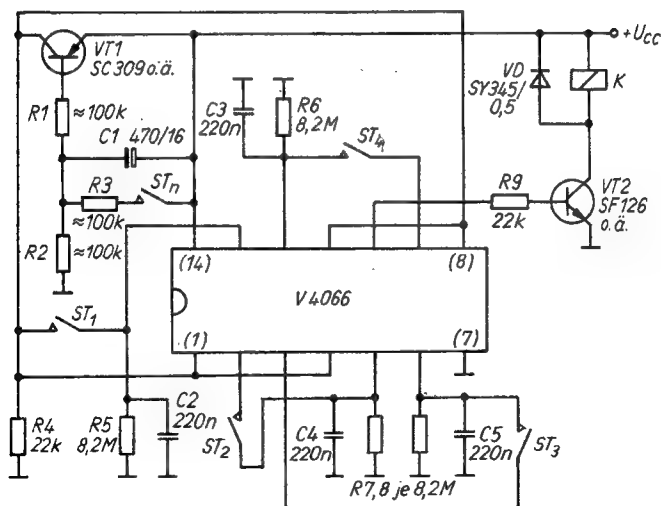 VT1
SC309 o.ä.
+UCC
VD
SY345/
0,5
K
R1
≈100k
C1 470/16
C3
220n
R6
8,2M
ST4
R3
≈100k
STn
R2
≈100k
R9
22k
VT2
SF126
o.ä.
(14)
(8)
V 4066
(1)
(7)
ST1
R4
22k
R5
8,2M
C2
220n
ST2
C4
220n
R7,8 je 8,2M
C5
220n
ST3